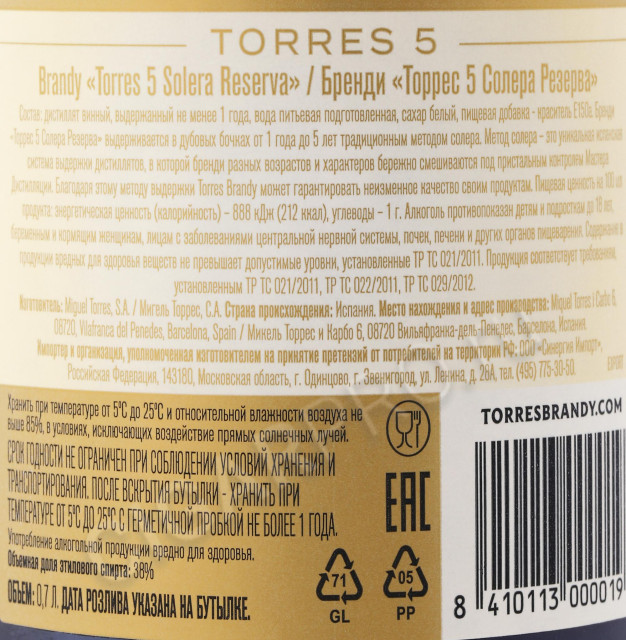 TORRES 5
Brandy «Torres 5 Solera Reserva» / Бренди «Торрес 5 Солера Резерва»
Состав: дистиллят винный, выдержанный не менее 1 года, вода питьевая подготовленная, сахар белый, пищевая добавка - краситель E150a. Бренди
«Торрес 5 Солера Резерва» выдерживается в дубовых бочках от 1 года до 5 лет традиционным методом солера. Метод солера - это уникальная испанская
система выдержки дистиллятов, в которой бренди разных возрастов и характеров бережно смешиваются под пристальным контролем Мастера
Дистилляции. Благодаря этому методу выдержки Torres Brandy может гарантировать неизменное качество своим продуктам. Пищевая ценность на 100 мл
продукта: энергетическая ценность (калорийность) - 888 кДж (212 ккал), углеводы - 1 г. Алкоголь противопоказан детям и подросткам до 18 лет,
беременным и кормящим женщинам, лицам с заболеваниями центральной нервной системы, почек, печени и других органов пищеварения. Содержание в
продукции вредных для здоровья веществ не превышает допустимые уровни, установленные ТР ТС 021/2011. Продукция соответствует требованиям,
установленным ТР ТС 021/2011, ТР ТС 022/2011, ТР ТС 029/2012.
Изготовитель: Miguel Torres, S.A. / Мигель Торрес, С.А. Страна происхождения: Испания. Место нахождения и адрес производства: Miguel Torres i Carbo 6,
08720, Vilafranca del Penedes, Barcelona, Spain / Микель Торрес и Карбо 6, 08720 Вильяфранка-дель-Пенедес, Барселона, Испания
Импортер и организация, уполномоченная изготовителем на принятие претензий от потребителей на территории РФ: ООО «Синергия Импорт»,
Российская Федерация, 143180, Московская область, г. Одинцово, г. Звенигород, ул. Ленина, д. 26А, тел. (495) 775-30-50.
EXPORT
Хранить при температуре от 5°C до 25°C и относительной влажности воздуха не
выше 85%, в условиях, исключающих воздействие прямых солнечных лучей.
СРОК ГОДНОСТИ НЕ ОГРАНИЧЕН ПРИ СОБЛЮДЕНИИ УСЛОВИЙ ХРАНЕНИЯ И
ТРАНСПОРТИРОВАНИЯ. ПОСЛЕ ВСКРЫТИЯ БУТЫЛКИ - ХРАНИТЬ ПРИ
ТЕМПЕРАТУРЕ ОТ 5°C ДО 25°C С ГЕРМЕТИЧНОЙ ПРОБКОЙ НЕ БОЛЕЕ 1 ГОДА.
Употребление алкогольной продукции вредно для здоровья.
Объемная доля этилового спирта: 38%
ОБЪЕМ: 0,7 Л. ДАТА РОЗЛИВА УКАЗАНА НА БУТЫЛКЕ.
EAC
71
GL
05
PP
TORRESBRANDY.COM
8 410113 000019